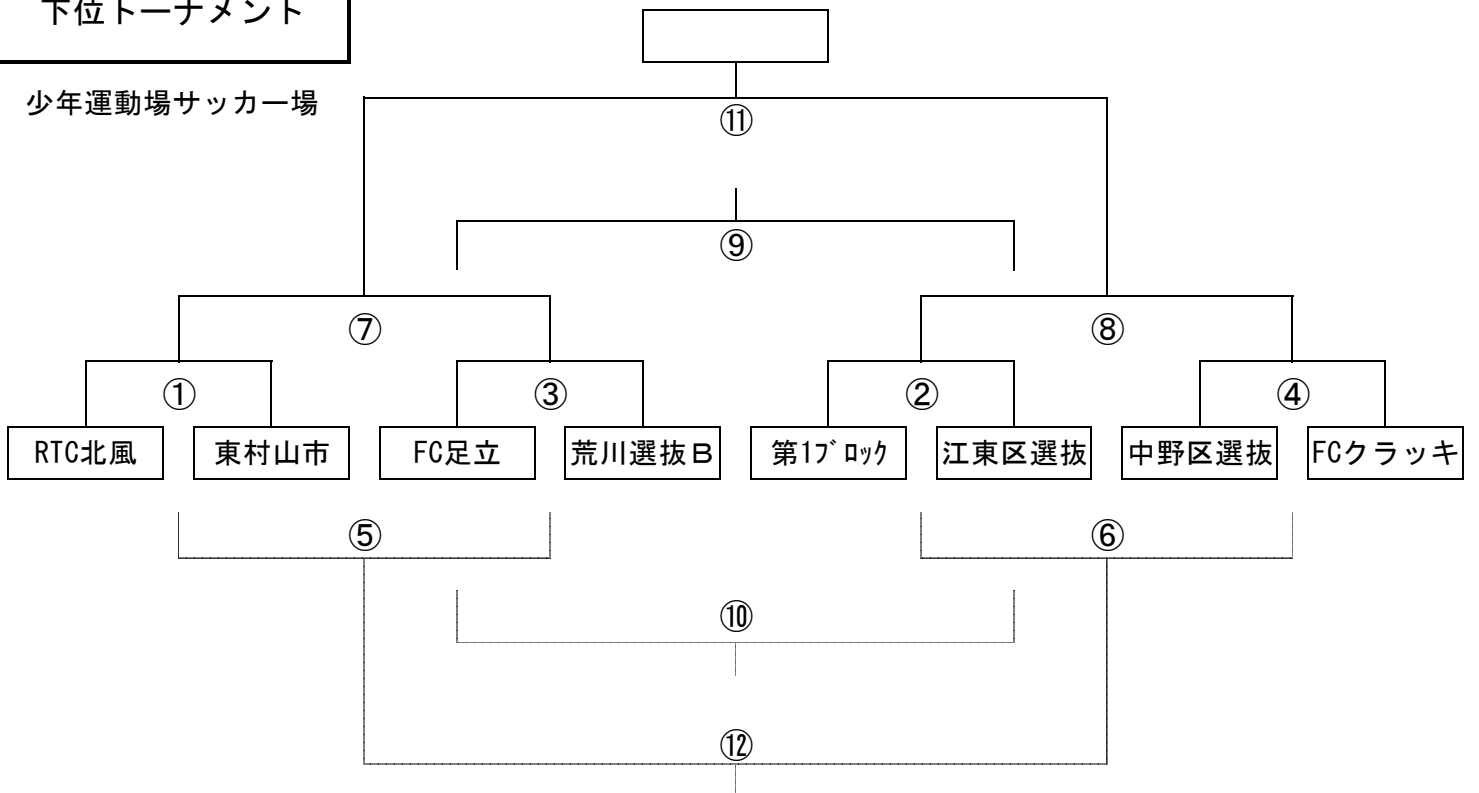 下位トーナメント
少年運動場サッカー場
⑪
⑨
⑦
⑧
①
③
②
④
RTC北風
東村山市
FC足立
荒川選抜B
第1ﾌﾞﾛｯｸ
江東区選抜
中野区選抜
FCクラッキ
⑤
⑥
⑩
⑫